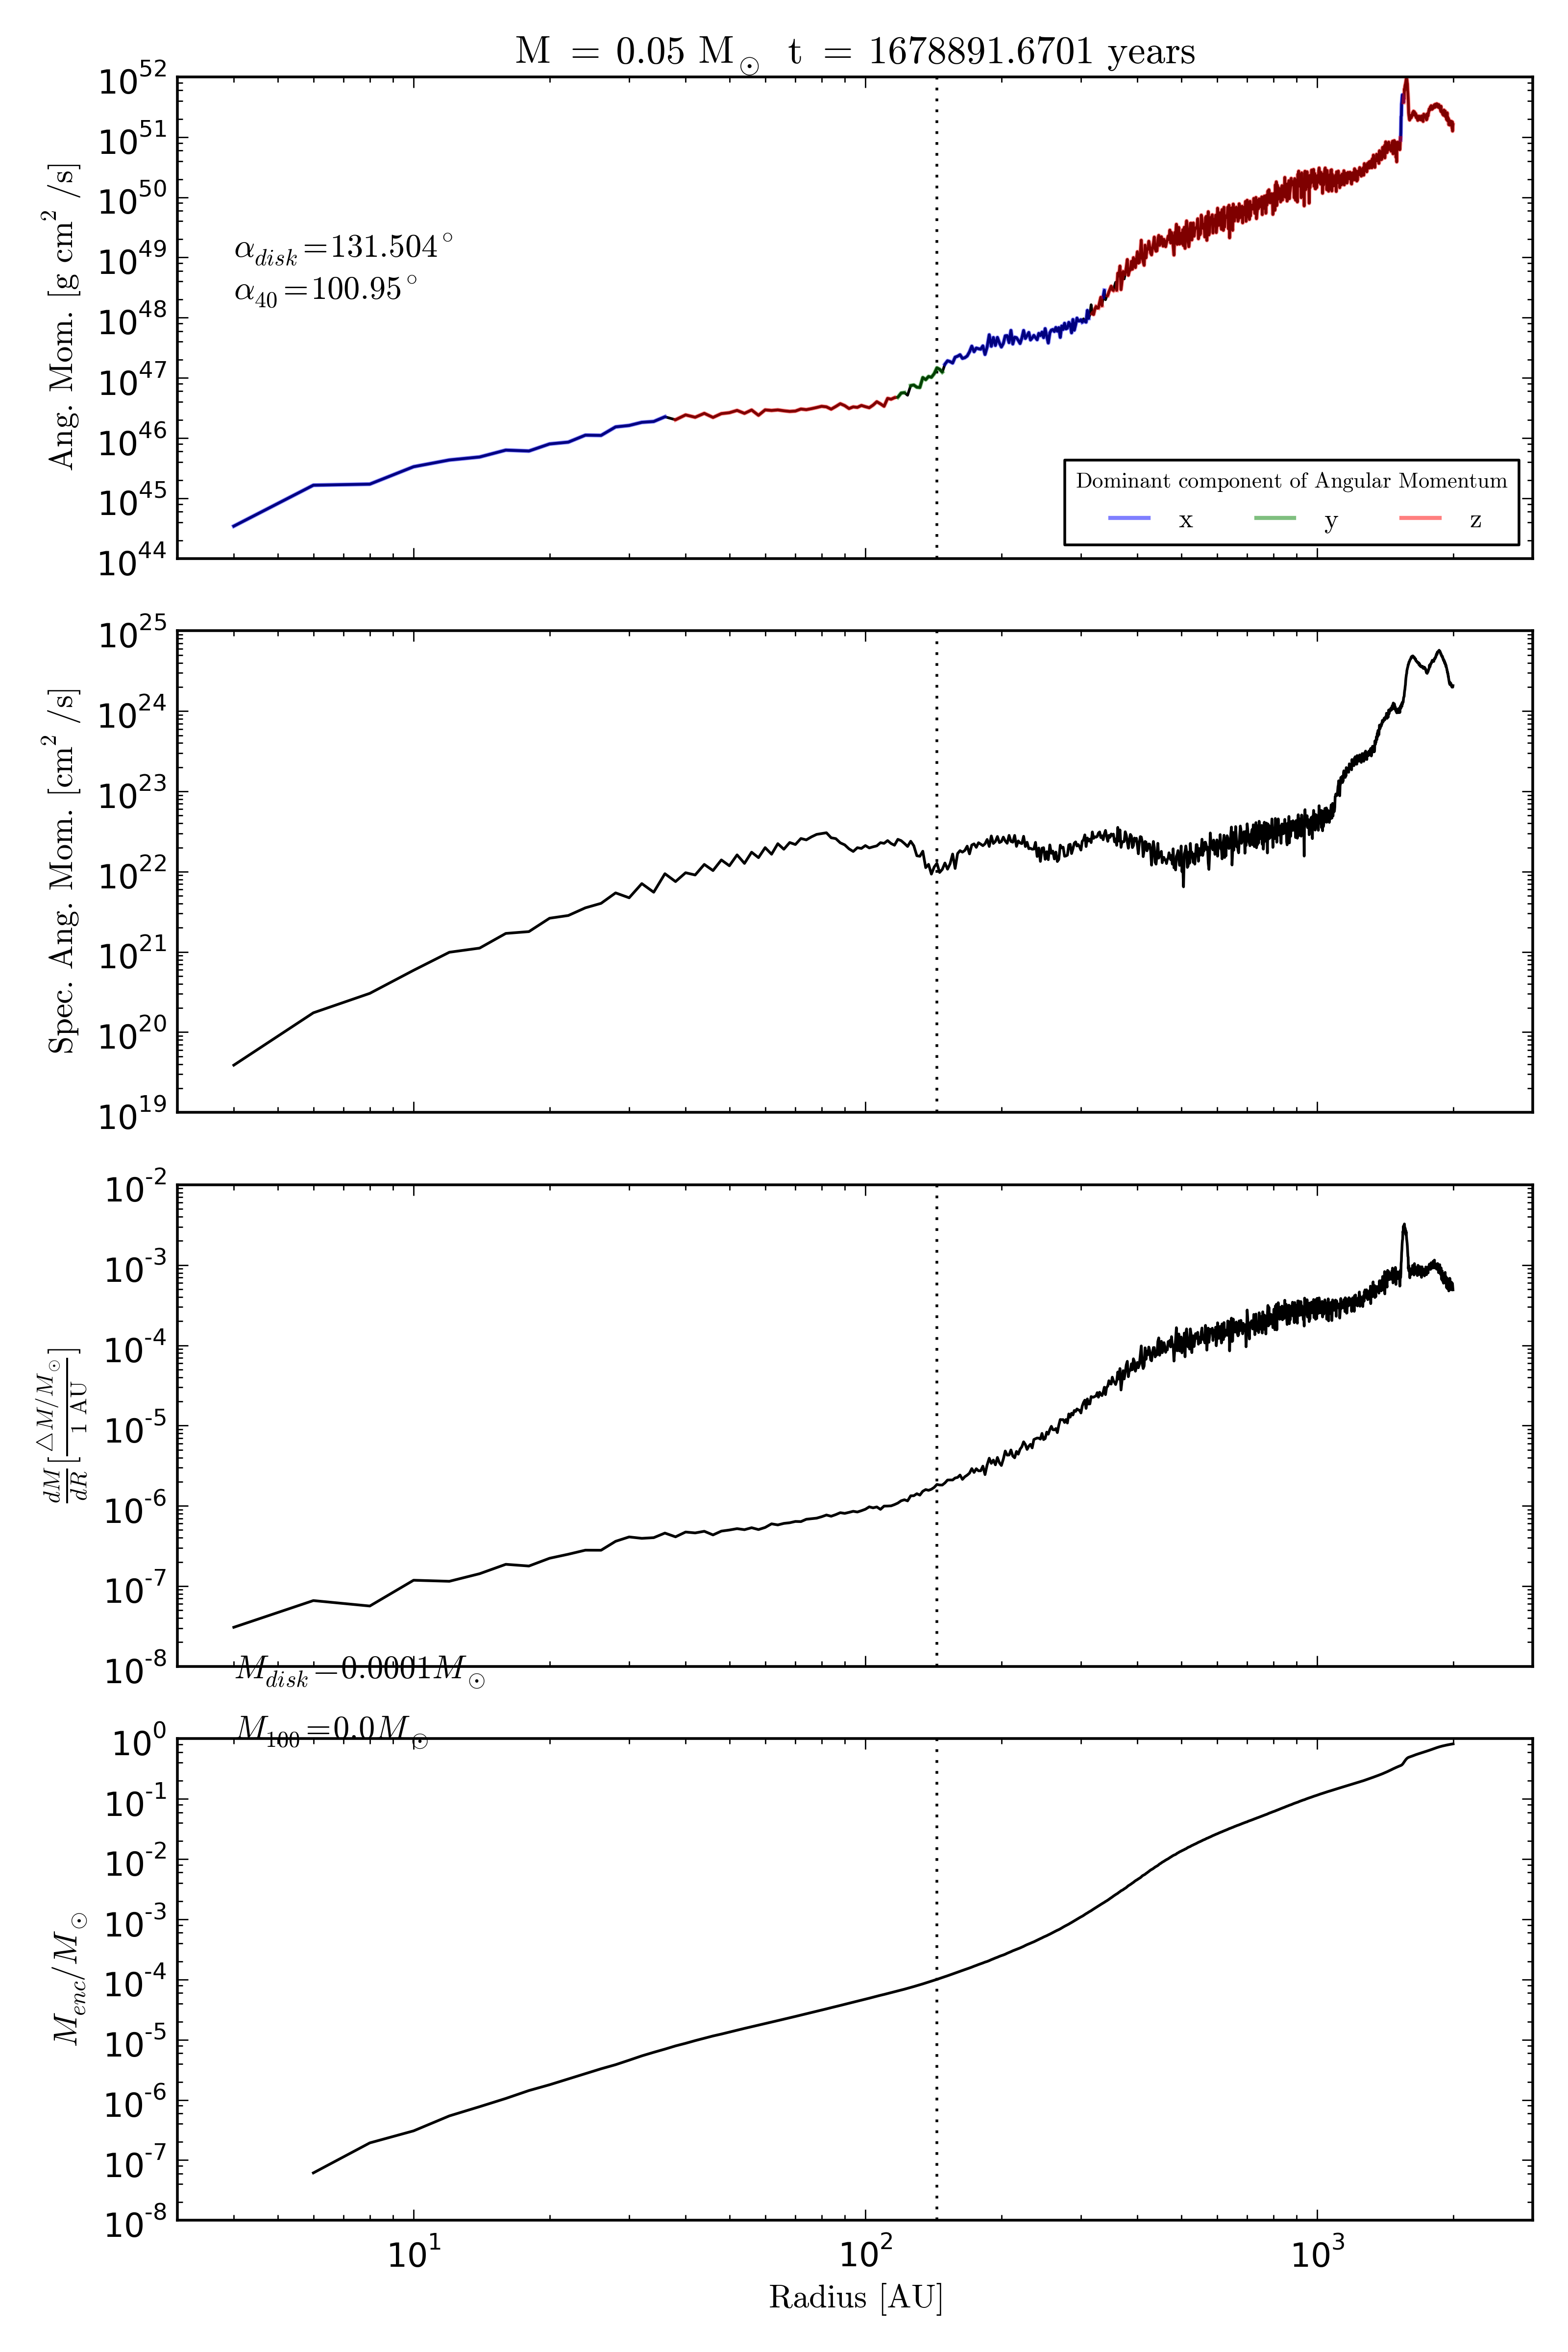 M = 0.05 M⊙ t = 1678891.6701 years
10^52
10^51
10^50
10^49
10^48
10^47
10^46
10^45
10^44
Ang. Mom. [g cm^2 /s]
α_disk=131.504°
α_40=100.95°
Dominant component of Angular Momentum
x y z
10^25
10^24
10^23
10^22
10^21
10^20
10^19
Spec. Ang. Mom. [cm^2 /s]
10^-2
10^-3
10^-4
10^-5
10^-6
10^-7
10^-8
dM/dR [△M/M⊙ / 1 AU]
M_disk=0.0001M⊙
M_100=0.0M⊙
10^0
10^-1
10^-2
10^-3
10^-4
10^-5
10^-6
10^-7
10^-8
M_enc/M⊙
10^1 10^2 10^3
Radius [AU]